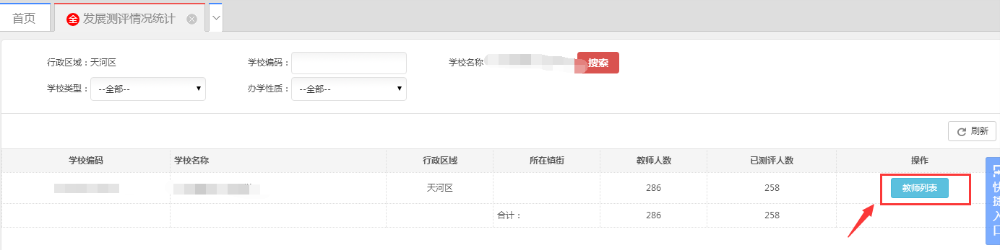 首页
全 发展测评情况统计
行政区域：天河区 学校编码： 学校名称 搜索
学校类型： --全部-- 办学性质： --全部--
刷新
学校编码 学校名称 行政区域 所在镇街 教师人数 已测评人数 操作
天河区 286 258 教师列表
合计： 286 258
快
捷
入
口